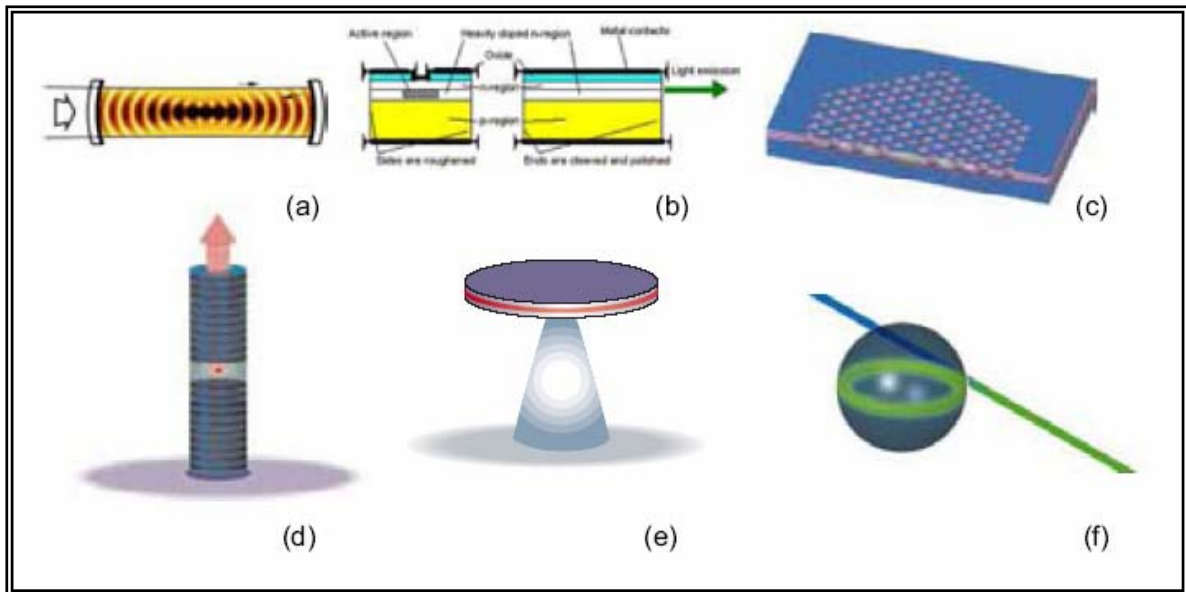 Active region
Heavily doped n-region
Metal contacts
Oxide
Light emission
n-region
p-region
Sides are roughened
Ends are cleaved and polished
(a)
(b)
(c)
(d)
(e)
(f)